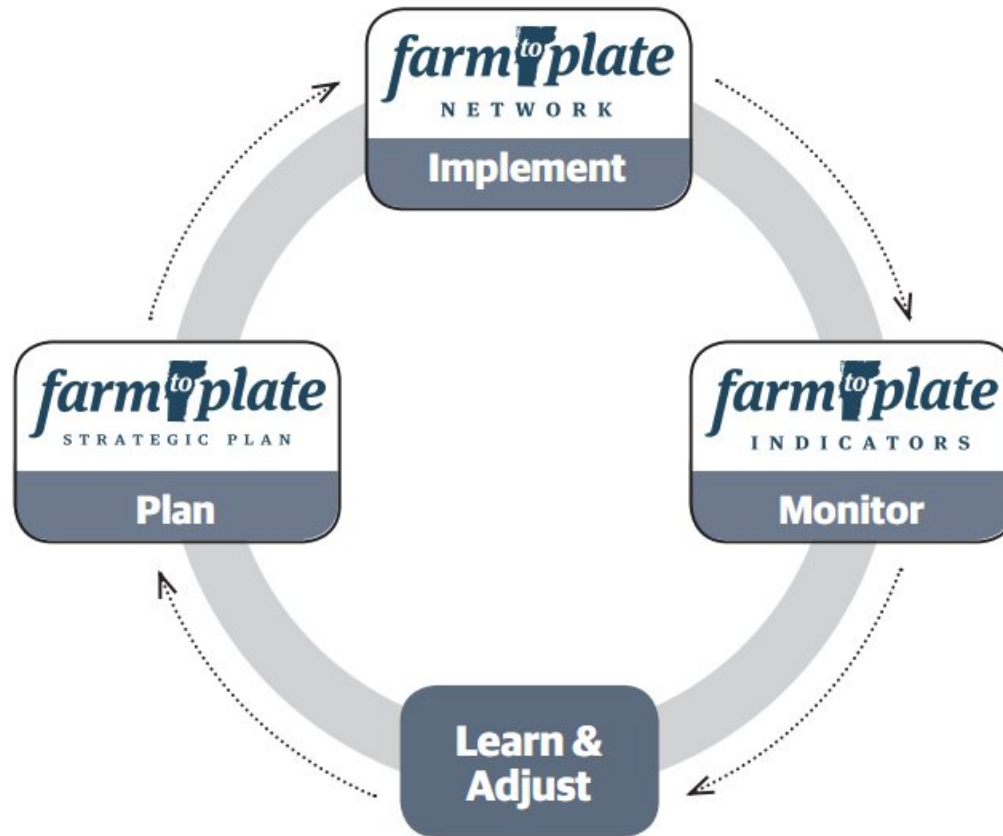 farm to plate
NETWORK
Implement
farm to plate
STRATEGIC PLAN
Plan
farm to plate
INDICATORS
Monitor
Learn &
Adjust